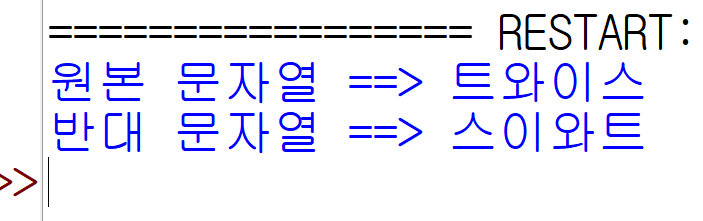 ================== RESTART:
원본 문자열 ==> 트와이스
반대 문자열 ==> 스이와트
>>